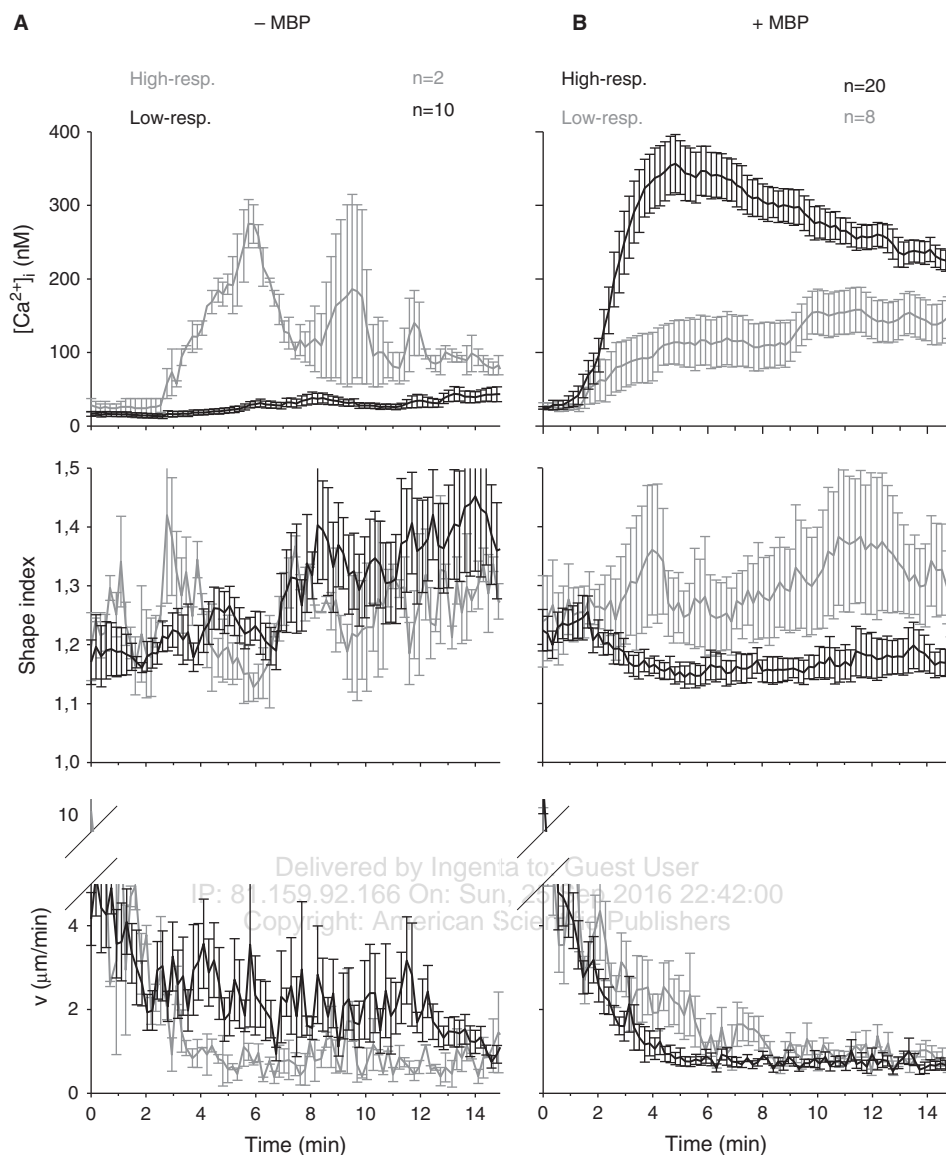 A
– MBP
B
+ MBP
High-resp. n=2
Low-resp. n=10
High-resp. n=20
Low-resp. n=8
400
300
200
100
0
[Ca2+]i (nM)
1,5
1,4
1,3
1,2
1,1
1,0
Shape index
10
4
2
0
v (μm/min)
Delivered by Ingenta to: Guest User
IP: 81.159.92.166 On: Sun, 25 Sep 2016 22:42:00
Copyright: American Scientific Publishers
0 2 4 6 8 10 12 14
Time (min)
0 2 4 6 8 10 12 14
Time (min)